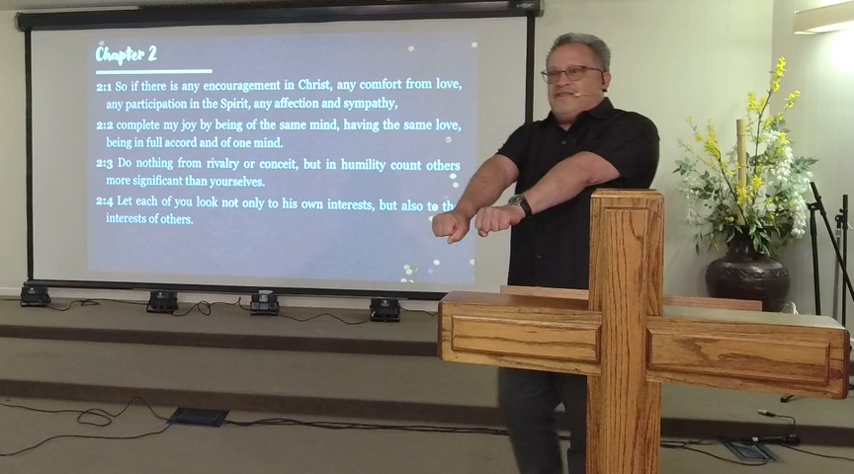 Chapter 2
2:1 So if there is any encouragement in Christ, any comfort from love,
any participation in the Spirit, any affection and sympathy,
2:2 complete my joy by being of the same mind, having the same love,
being in full accord and of one mind.
2:3 Do nothing from rivalry or conceit, but in humility count others
more significant than yourselves.
2:4 Let each of you look not only to his own interests, but also to the
interests of others.